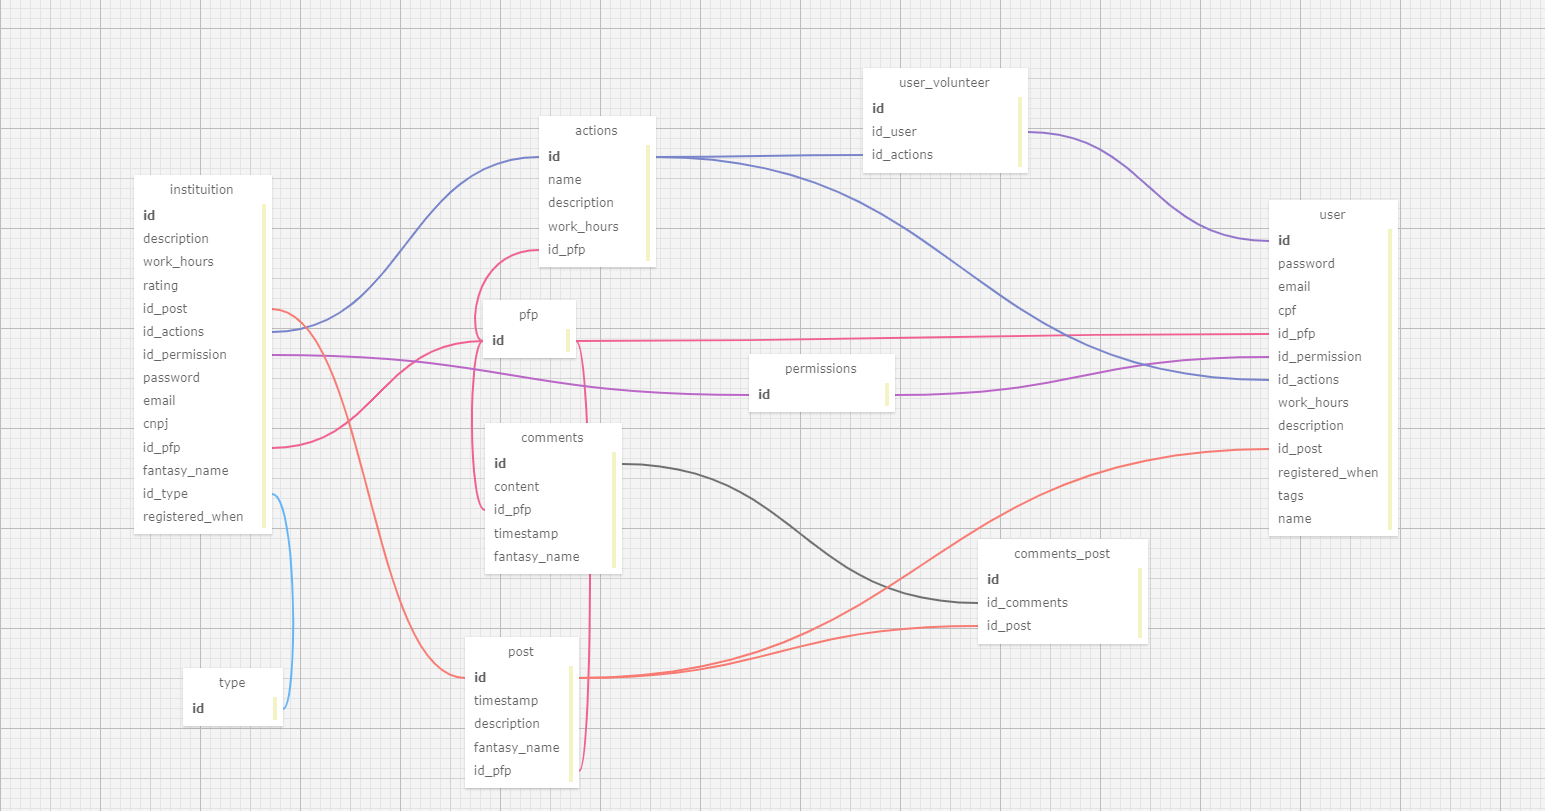 user_volunteer
id
id_user
id_actions
actions
id
name
description
work_hours
id_pfp
instituition
id
description
work_hours
rating
id_post
id_actions
id_permission
password
email
cnpj
id_pfp
fantasy_name
id_type
registered_when
user
id
password
email
cpf
id_pfp
id_permission
id_actions
work_hours
description
id_post
registered_when
tags
name
pfp
id
permissions
id
comments
id
content
id_pfp
timestamp
fantasy_name
comments_post
id
id_comments
id_post
post
id
timestamp
description
fantasy_name
id_pfp
type
id